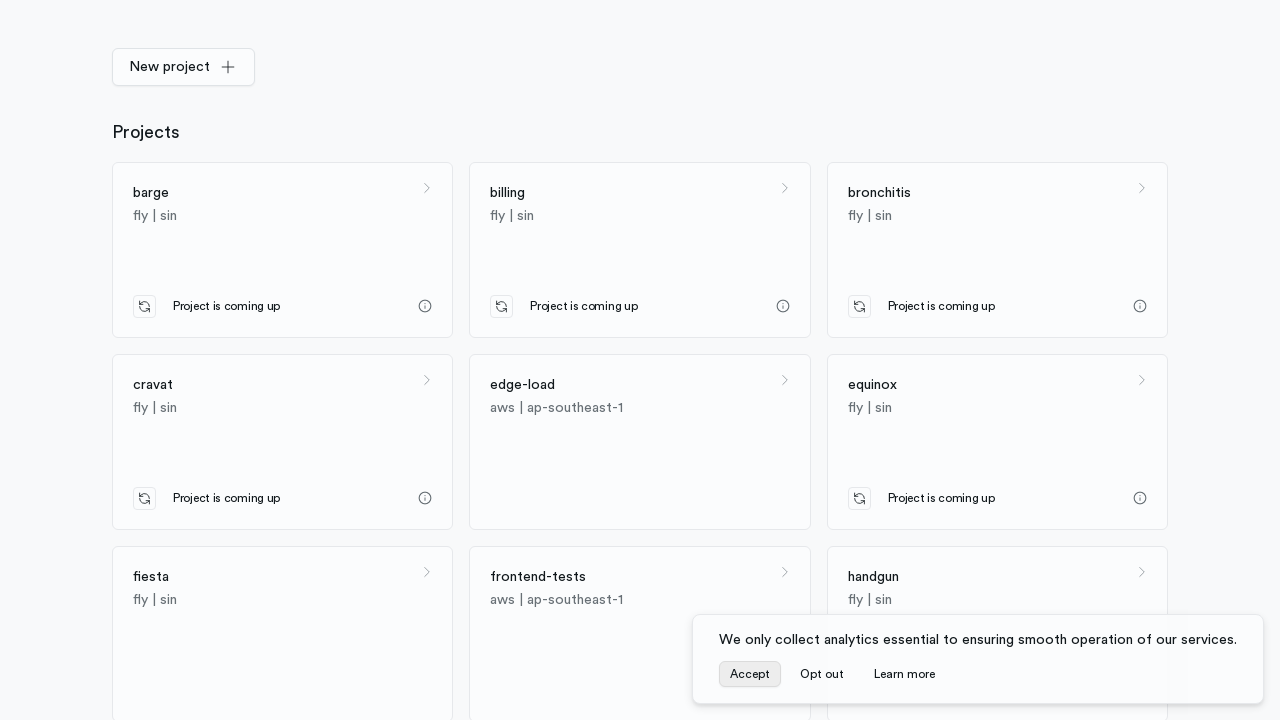 New project
Projects
barge
fly | sin
Project is coming up
billing
fly | sin
Project is coming up
bronchitis
fly | sin
Project is coming up
cravat
fly | sin
Project is coming up
edge-load
aws | ap-southeast-1
equinox
fly | sin
Project is coming up
fiesta
fly | sin
frontend-tests
aws | ap-southeast-1
handgun
fly | sin
We only collect analytics essential to ensuring smooth operation of our services.
Accept
Opt out
Learn more